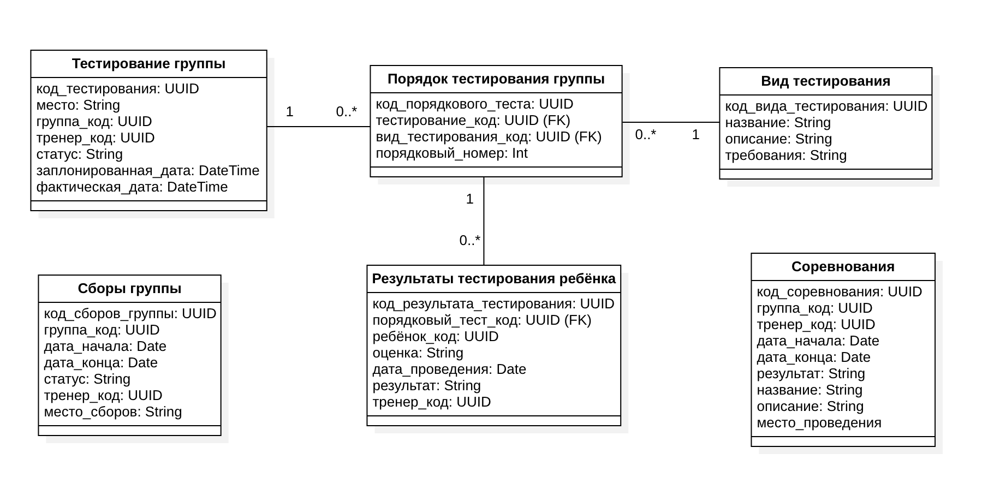 Тестирование группы
код_тестирования: UUID
место: String
группа_код: UUID
тренер_код: UUID
статус: String
заплонированная_дата: DateTime
фактическая_дата: DateTime
1
0..*
Порядок тестирования группы
код_порядкового_теста: UUID
тестирование_код: UUID (FK)
вид_тестирования_код: UUID (FK)
порядковый_номер: Int
0..*
1
Вид тестирования
код_вида_тестирования: UUID
название: String
описание: String
требования: String
1
0..*
Сборы группы
код_сборов_группы: UUID
группа_код: UUID
дата_начала: Date
дата_конца: Date
статус: String
тренер_код: UUID
место_сборов: String
Результаты тестирования ребёнка
код_результата_тестирования: UUID
порядковый_тест_код: UUID (FK)
ребёнок_код: UUID
оценка: String
дата_проведения: Date
результат: String
тренер_код: UUID
Соревнования
код_соревнования: UUID
группа_код: UUID
тренер_код: UUID
дата_начала: Date
дата_конца: Date
результат: String
название: String
описание: String
место_проведения